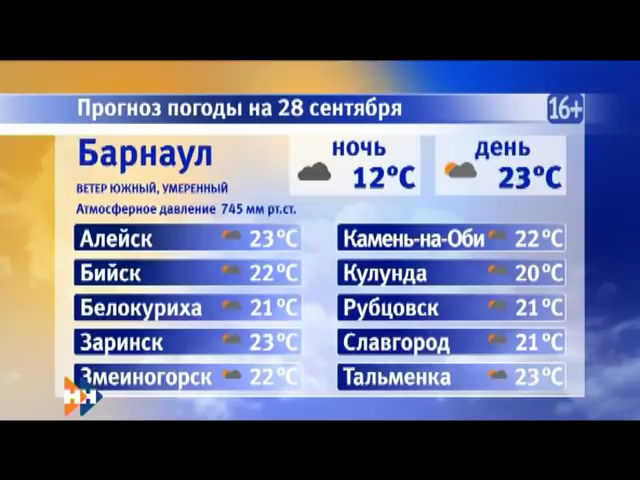 Прогноз погоды на 28 сентября 16+
Барнаул
ночь
12°C
день
23°C
ВЕТЕР ЮЖНЫЙ, УМЕРЕННЫЙ
Атмосферное давление 745 мм рт.ст.
Алейск 23°C
Бийск 22°C
Белокуриха 21°C
Заринск 23°C
Змеиногорск 22°C
Камень-на-Оби 22°C
Кулунда 20°C
Рубцовск 21°C
Славгород 21°C
Тальменка 23°C
НН